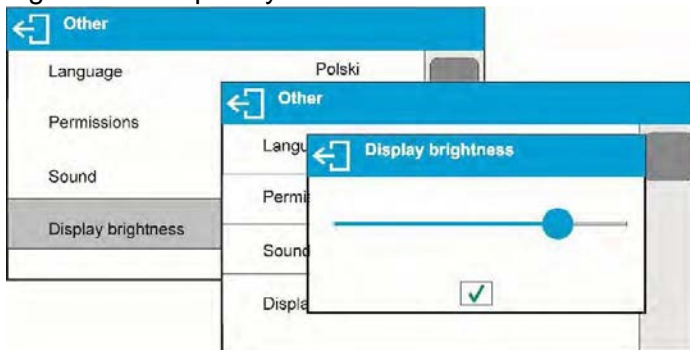 Other
Language Polski
Permissions
Sound
Display brightness
Other
Langu
Permi
Sound
Displa
Display brightness